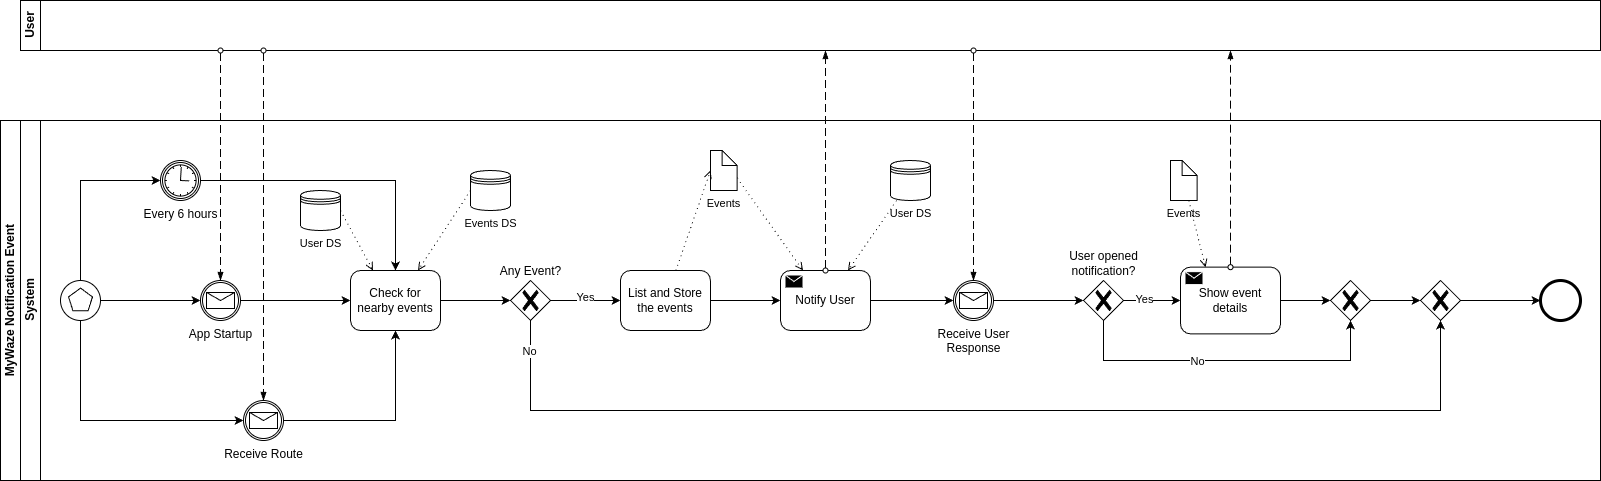 User
MyWaze Notification Event
System
Every 6 hours
User DS
Events DS
App Startup
Check for
nearby events
Receive Route
Any Event?
Yes
No
List and Store
the events
Events
Notify User
User DS
Receive User
Response
User opened
notification?
Yes
No
Events
Show event
details